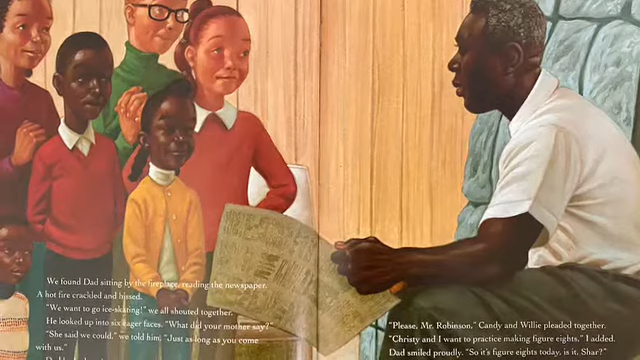 We found Dad sitting by the fireplace, reading the newspaper.
A hot fire crackled and hissed.
"We want to go ice-skating!" we all shouted together.
He looked up into six eager faces. "What did your mother say?"
"She said we could," we told him. "Just as long as you come
with us."
"Please, Mr. Robinson," Candy and Willie pleaded together.
"Christy and I want to practice making figure eights," I added.
Dad smiled proudly. "So it's figure eights today, is it, Shar?"